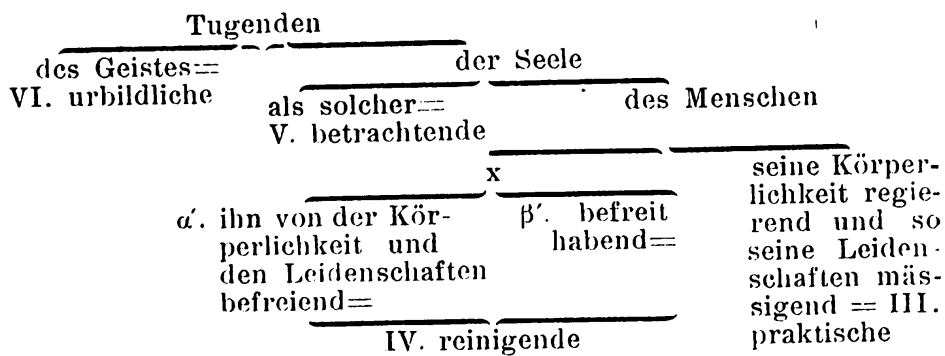 Tugenden
des Geistes=
VI. urbildliche
der Seele
als solcher=
V. betrachtende
des Menschen
x
α′. ihn von der Kör-
perlichkeit und
den Leidenschaften
befreiend=
β′. befreit
habend=
IV. reinigende
seine Körper-
lichkeit regie-
rend und so
seine Leiden-
schaften mäs-
sigend = III.
praktische